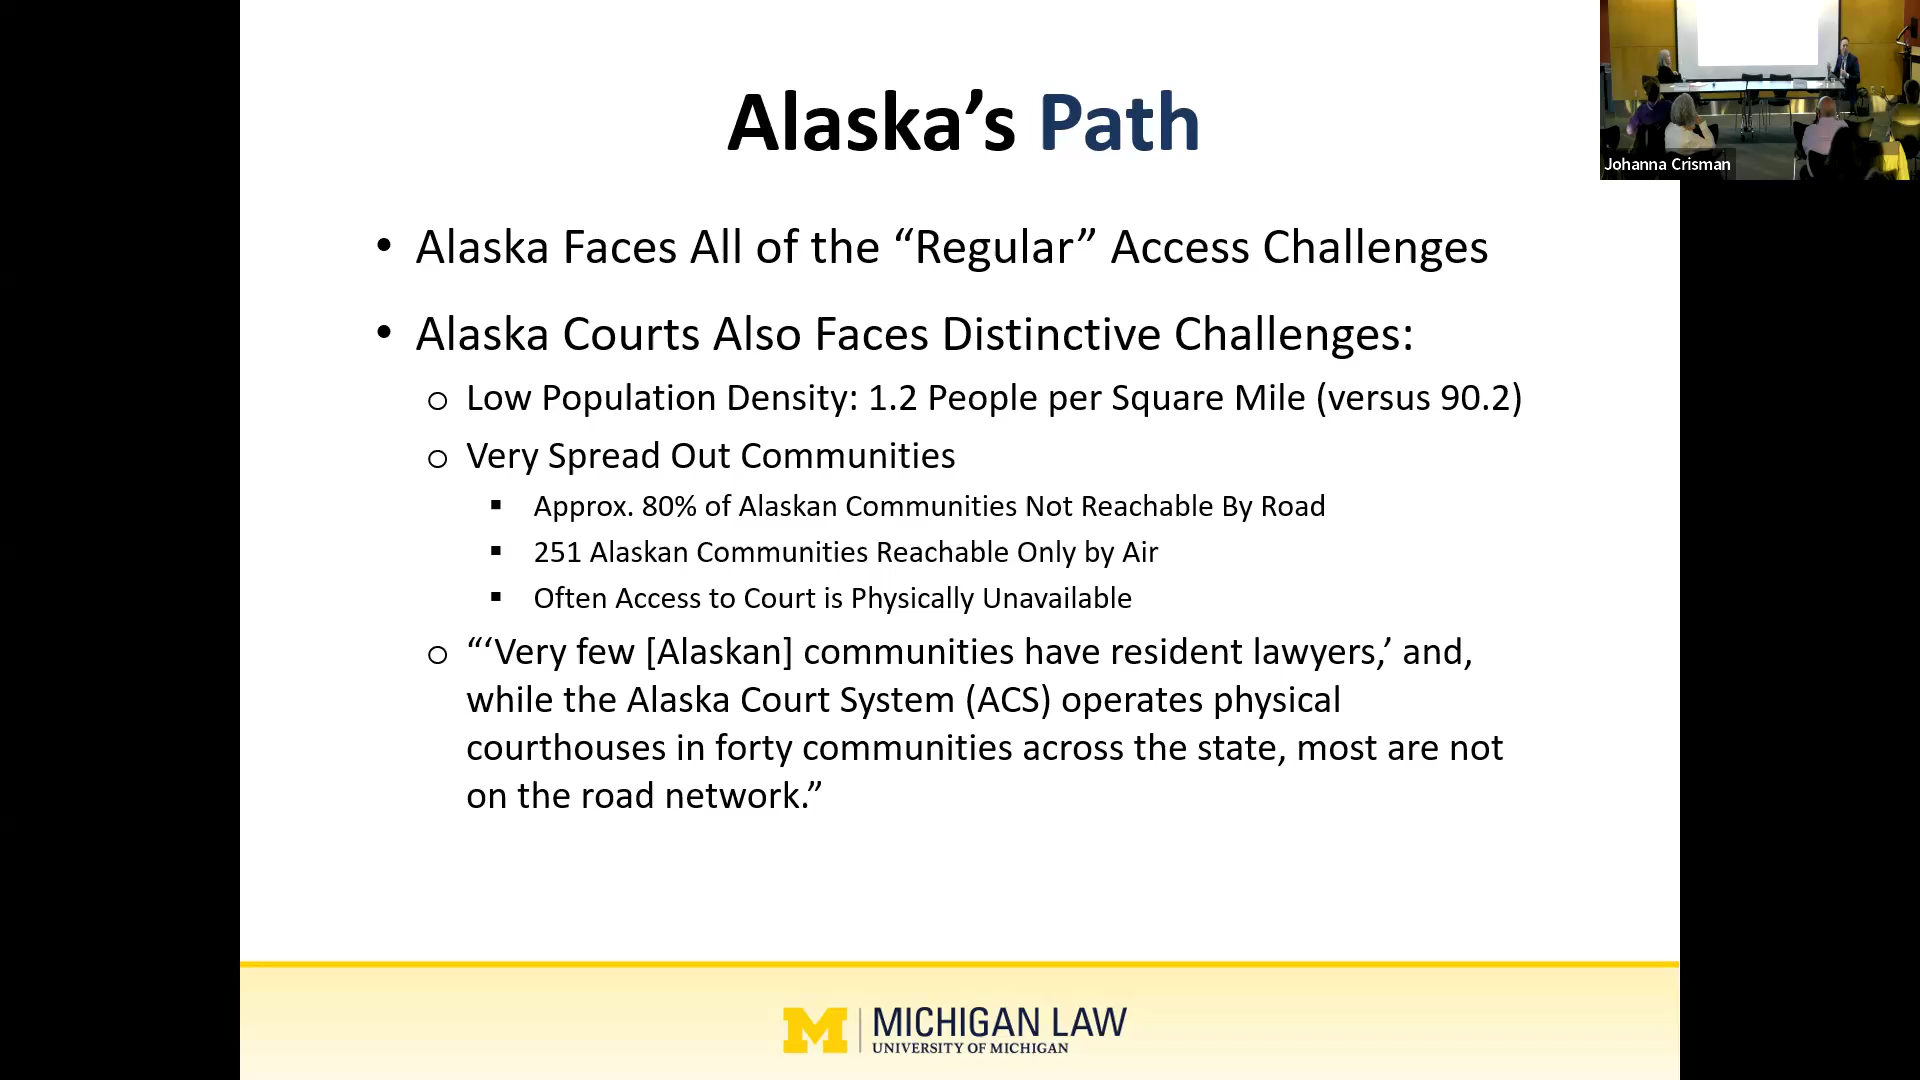 Alaska’s Path
• Alaska Faces All of the “Regular” Access Challenges
• Alaska Courts Also Faces Distinctive Challenges:
o Low Population Density: 1.2 People per Square Mile (versus 90.2)
o Very Spread Out Communities
▪ Approx. 80% of Alaskan Communities Not Reachable By Road
▪ 251 Alaskan Communities Reachable Only by Air
▪ Often Access to Court is Physically Unavailable
o “‘Very few [Alaskan] communities have resident lawyers,’ and,
while the Alaska Court System (ACS) operates physical
courthouses in forty communities across the state, most are not
on the road network.”
Johanna Crisman
M | MICHIGAN LAW
UNIVERSITY OF MICHIGAN